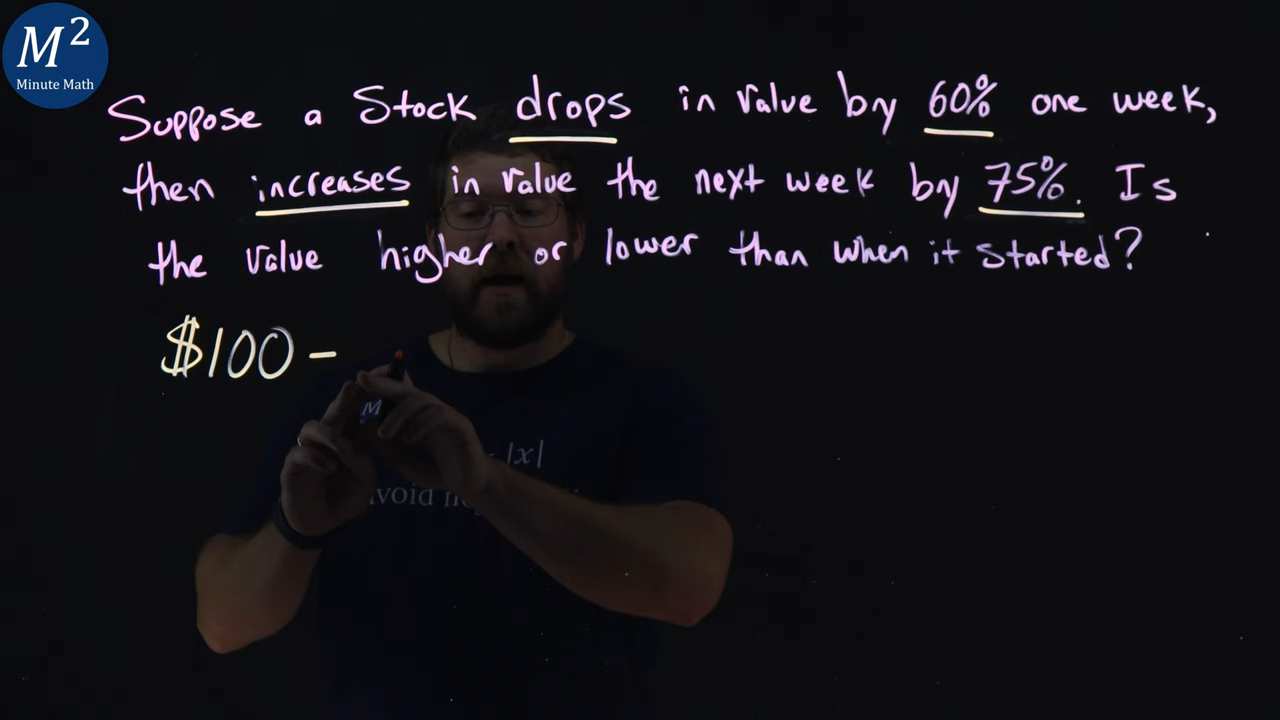 M²
Minute Math
Suppose a Stock drops in value by 60% one week,
then increases in value the next week by 75%. Is
the value higher or lower than when it started?
$100 -
M
|x|
avoid